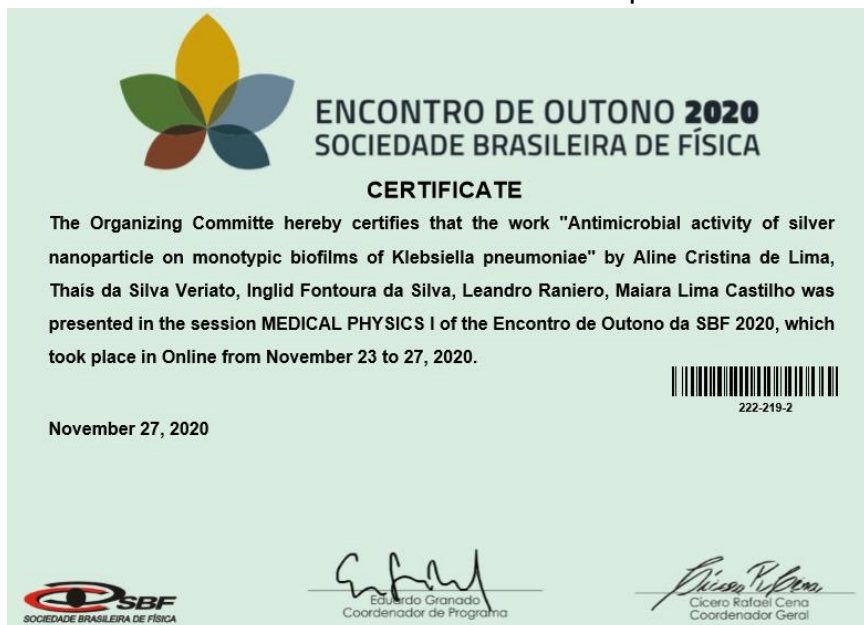 ENCONTRO DE OUTONO 2020
SOCIEDADE BRASILEIRA DE FÍSICA
CERTIFICATE
The Organizing Committe hereby certifies that the work "Antimicrobial activity of silver
nanoparticle on monotypic biofilms of Klebsiella pneumoniae" by Aline Cristina de Lima,
Thaís da Silva Veriato, Inglid Fontoura da Silva, Leandro Raniero, Maiara Lima Castilho was
presented in the session MEDICAL PHYSICS I of the Encontro de Outono da SBF 2020, which
took place in Online from November 23 to 27, 2020.
222-219-2
November 27, 2020
SBF
SOCIEDADE BRASILEIRA DE FÍSICA
Eduardo Granado
Coordenador de Programa
Cicero Rafael Cena
Coordenador Geral